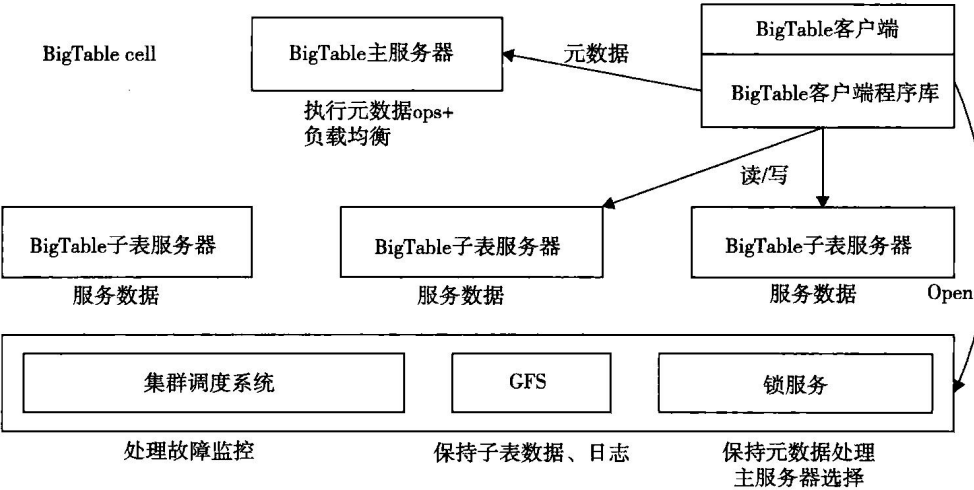 BigTable客户端
BigTable cell
BigTable主服务器
元数据
BigTable客户端程序库
执行元数据ops+
负载均衡
读/写
BigTable子表服务器
BigTable子表服务器
BigTable子表服务器
服务数据
服务数据
服务数据
Open
集群调度系统
GFS
锁服务
处理故障监控
保持子表数据、日志
保持元数据处理
主服务器选择